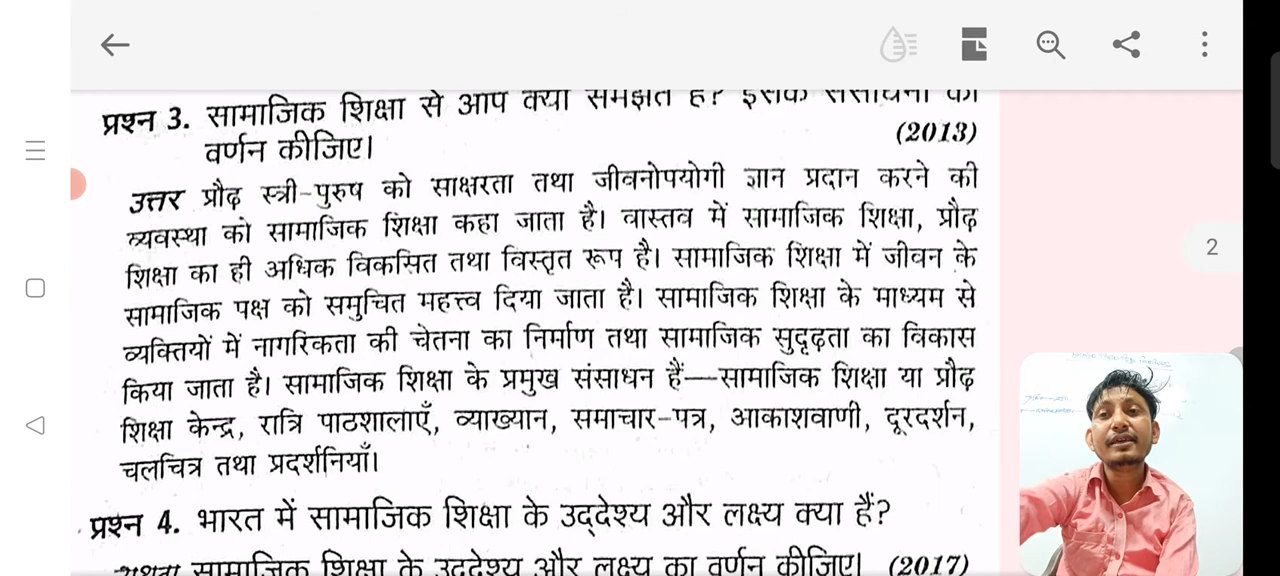 प्रश्न 3. सामाजिक शिक्षा से आप क्या समझते हैं? इसके संसाधनों का
वर्णन कीजिए।
(2013)
उत्तर प्रौढ़ स्त्री-पुरुष को साक्षरता तथा जीवनोपयोगी ज्ञान प्रदान करने की
व्यवस्था को सामाजिक शिक्षा कहा जाता है। वास्तव में सामाजिक शिक्षा, प्रौढ़
शिक्षा का ही अधिक विकसित तथा विस्तृत रूप है। सामाजिक शिक्षा में जीवन के
सामाजिक पक्ष को समुचित महत्त्व दिया जाता है। सामाजिक शिक्षा के माध्यम से
व्यक्तियों में नागरिकता की चेतना का निर्माण तथा सामाजिक सुदृढ़ता का विकास
किया जाता है। सामाजिक शिक्षा के प्रमुख संसाधन हैं—सामाजिक शिक्षा या प्रौढ़
शिक्षा केन्द्र, रात्रि पाठशालाएँ, व्याख्यान, समाचार-पत्र, आकाशवाणी, दूरदर्शन,
चलचित्र तथा प्रदर्शनियाँ।
प्रश्न 4. भारत में सामाजिक शिक्षा के उद्देश्य और लक्ष्य क्या हैं?
अथवा सामाजिक शिक्षा के उद्देश्य और लक्ष्य का वर्णन कीजिए। (2017)
2